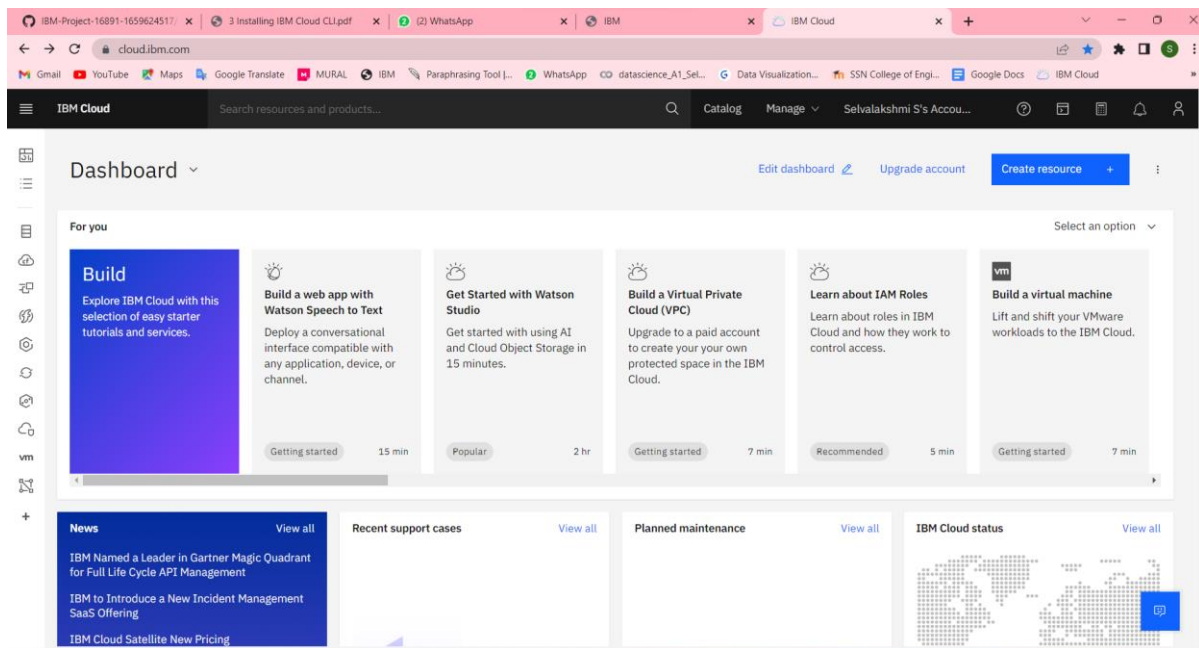 IBM-Project-16891-1659624517/
3 Installing IBM Cloud CLI.pdf
(2) WhatsApp
IBM
IBM Cloud
cloud.ibm.com
S
Gmail
YouTube
Maps
Google Translate
MURAL
IBM
Paraphrasing Tool |...
WhatsApp
datascience_A1_Sel...
Data Visualization...
SSN College of Engi...
Google Docs
IBM Cloud
IBM Cloud
Search resources and products...
Catalog
Manage
Selvalakshmi S's Accou...
Dashboard
Edit dashboard
Upgrade account
Create resource +
For you
Select an option
Build
Explore IBM Cloud with this
selection of easy starter
tutorials and services.
Build a web app with
Watson Speech to Text
Deploy a conversational
interface compatible with
any application, device, or
channel.
Getting started
15 min
Get Started with Watson
Studio
Get started with using AI
and Cloud Object Storage in
15 minutes.
Popular
2 hr
Build a Virtual Private
Cloud (VPC)
Upgrade to a paid account
to create your your own
protected space in the IBM
Cloud.
Getting started
7 min
Learn about IAM Roles
Learn about roles in IBM
Cloud and how they work to
control access.
Recommended
5 min
vm
Build a virtual machine
Lift and shift your VMware
workloads to the IBM Cloud.
Getting started
7 min
vm
News
View all
IBM Named a Leader in Gartner Magic Quadrant
for Full Life Cycle API Management
IBM to Introduce a New Incident Management
SaaS Offering
IBM Cloud Satellite New Pricing
Recent support cases
View all
Planned maintenance
View all
IBM Cloud status
View all